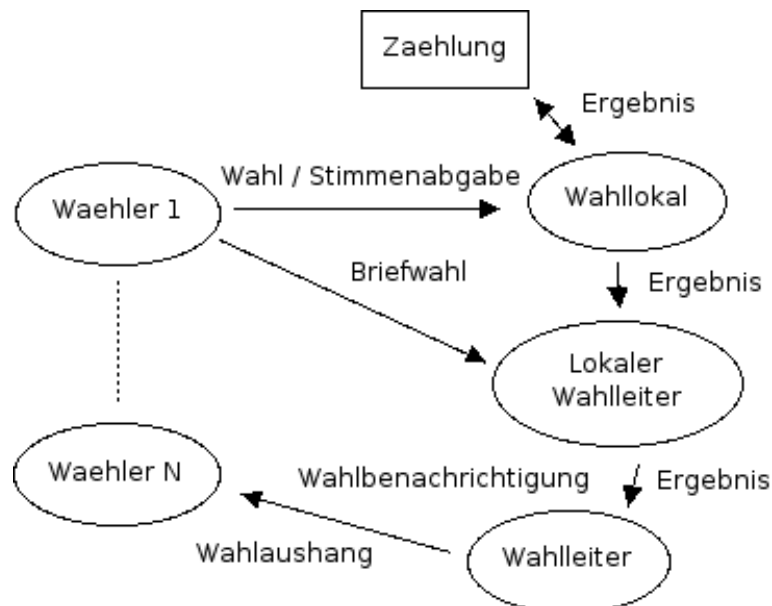 Zaehlung
Ergebnis
Wahl / Stimmenabgabe
Waehler 1
Wahllokal
Briefwahl
Ergebnis
Lokaler
Wahlleiter
Waehler N
Wahlbenachrichtigung
Ergebnis
Wahlaushang
Wahlleiter